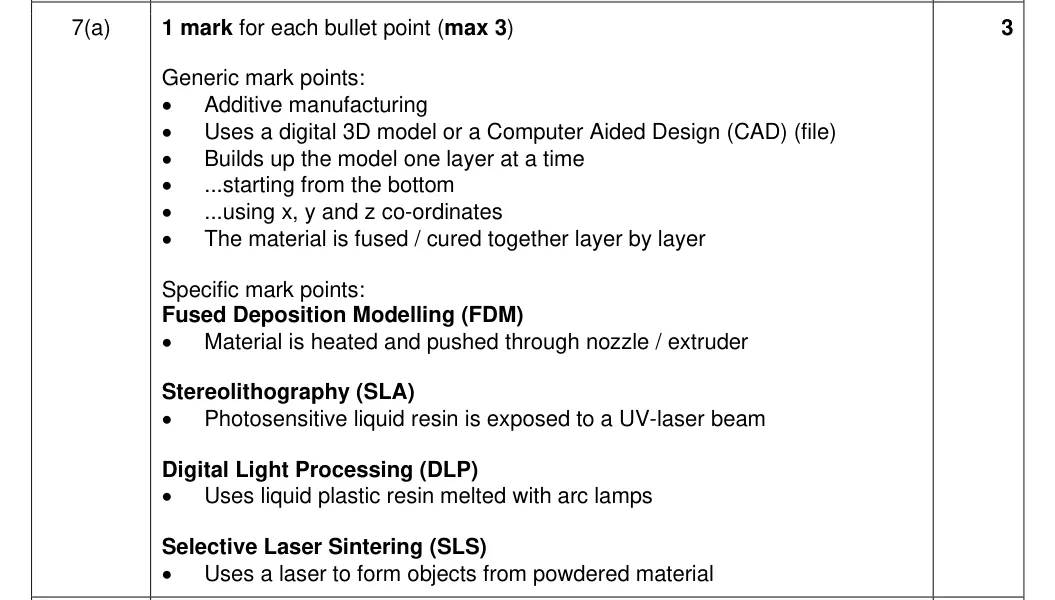 7(a) 1 mark for each bullet point (max 3) 3
Generic mark points:
• Additive manufacturing
• Uses a digital 3D model or a Computer Aided Design (CAD) (file)
• Builds up the model one layer at a time
• ...starting from the bottom
• ...using x, y and z co-ordinates
• The material is fused / cured together layer by layer
Specific mark points:
Fused Deposition Modelling (FDM)
• Material is heated and pushed through nozzle / extruder
Stereolithography (SLA)
• Photosensitive liquid resin is exposed to a UV-laser beam
Digital Light Processing (DLP)
• Uses liquid plastic resin melted with arc lamps
Selective Laser Sintering (SLS)
• Uses a laser to form objects from powdered material